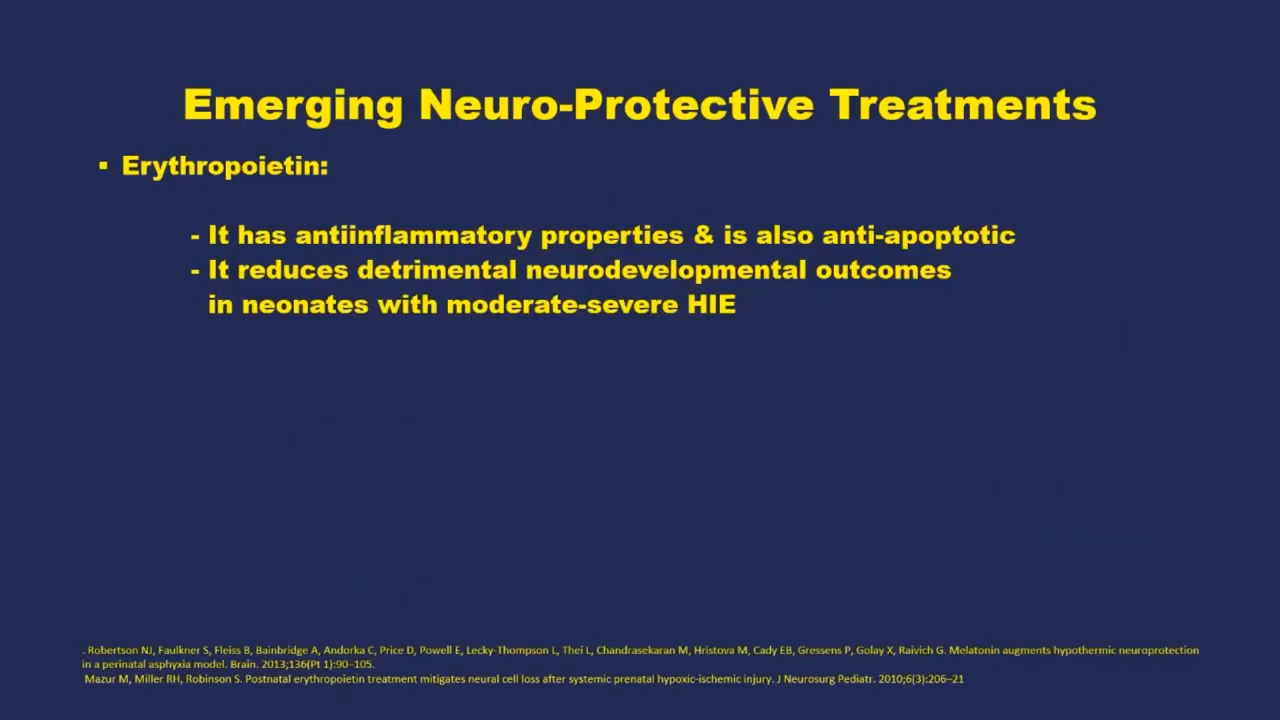 Emerging Neuro-Protective Treatments
▪ Erythropoietin:
- It has antiinflammatory properties & is also anti-apoptotic
- It reduces detrimental neurodevelopmental outcomes
in neonates with moderate-severe HIE
. Robertson NJ, Faulkner S, Fleiss B, Bainbridge A, Andorka C, Price D, Powell E, Lecky-Thompson L, Thei L, Chandrasekaran M, Hristova M, Cady EB, Gressens P, Golay X, Raivich G. Melatonin augments hypothermic neuroprotection
in a perinatal asphyxia model. Brain. 2013;136(Pt 1):90–105.
Mazur M, Miller RH, Robinson S. Postnatal erythropoietin treatment mitigates neural cell loss after systemic prenatal hypoxic-ischemic injury. J Neurosurg Pediatr. 2010;6(3):206–21